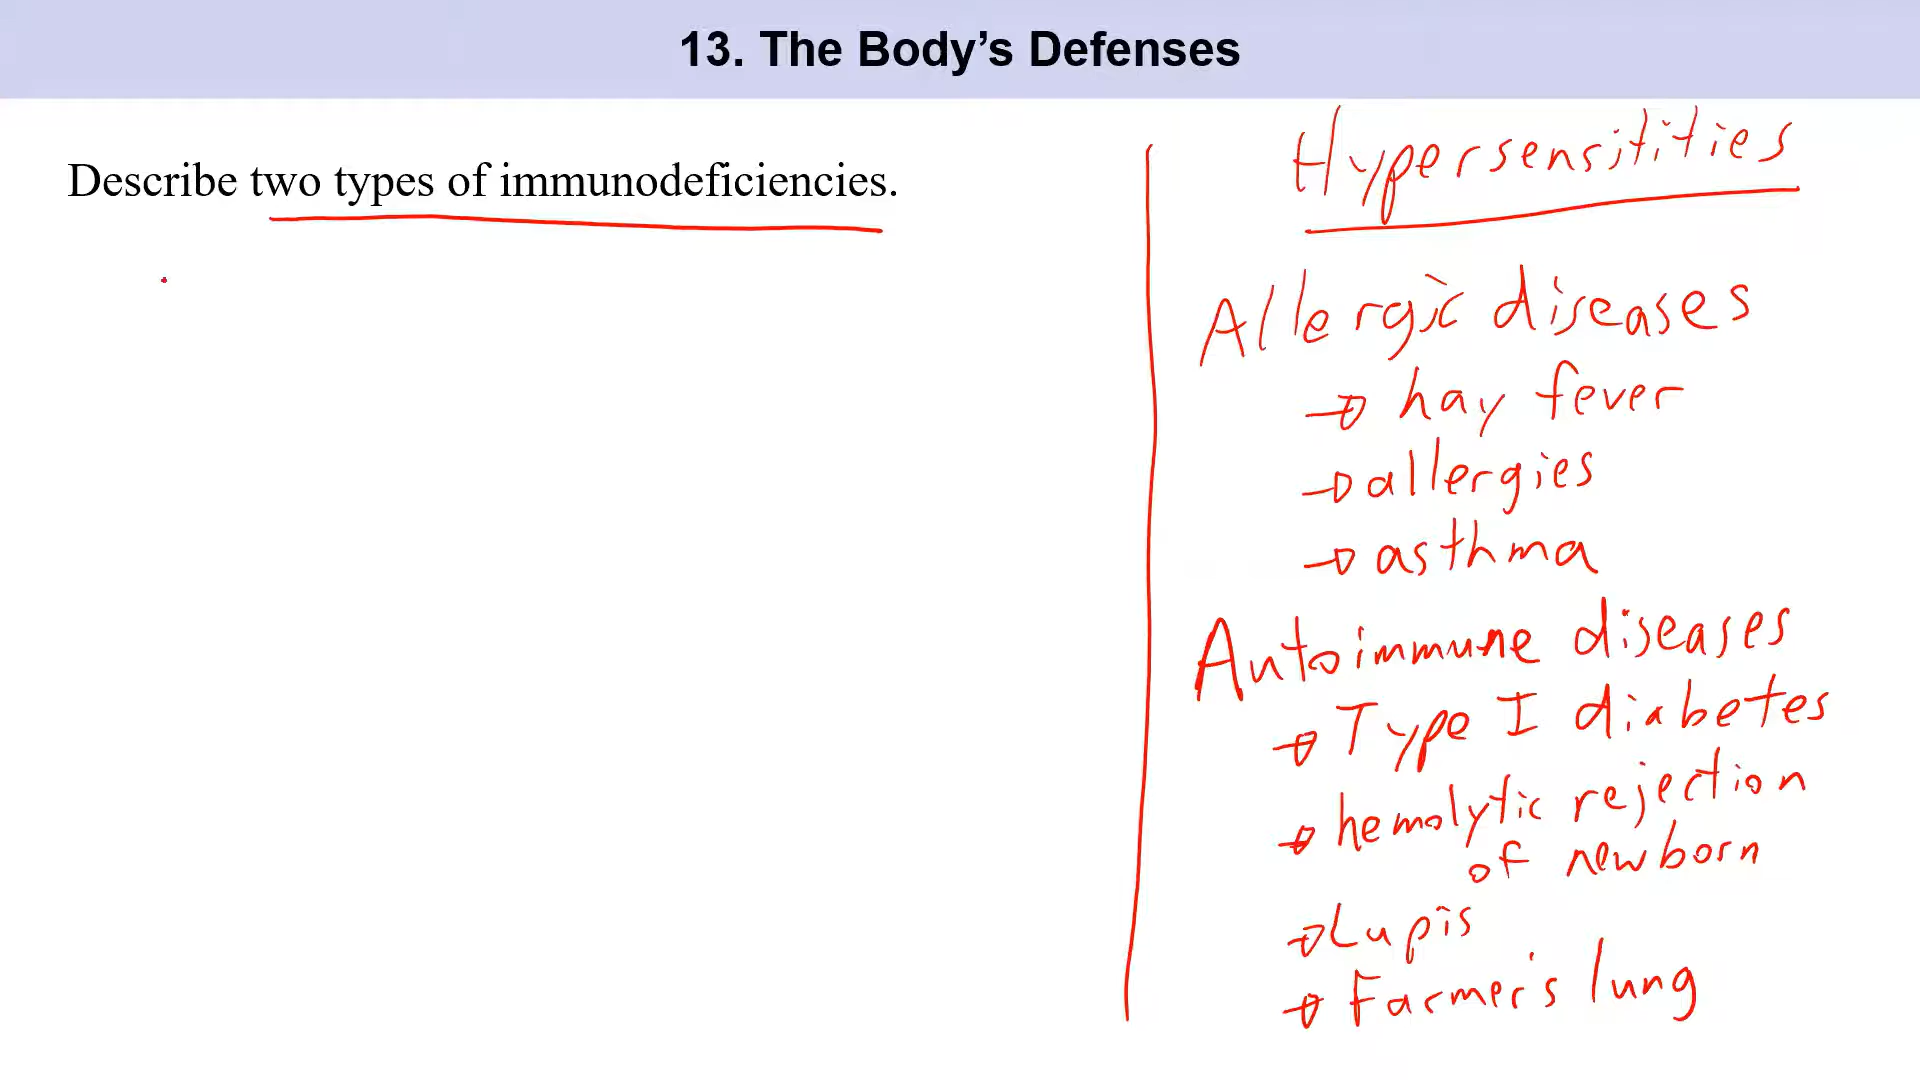 13. The Body’s Defenses
Describe two types of immunodeficiencies.
Hypersensitities
Allergic diseases
hay fever
allergies
asthma
Autoimmune diseases
Type I diabetes
hemolytic rejection
of newborn
Lupis
Farmer's lung